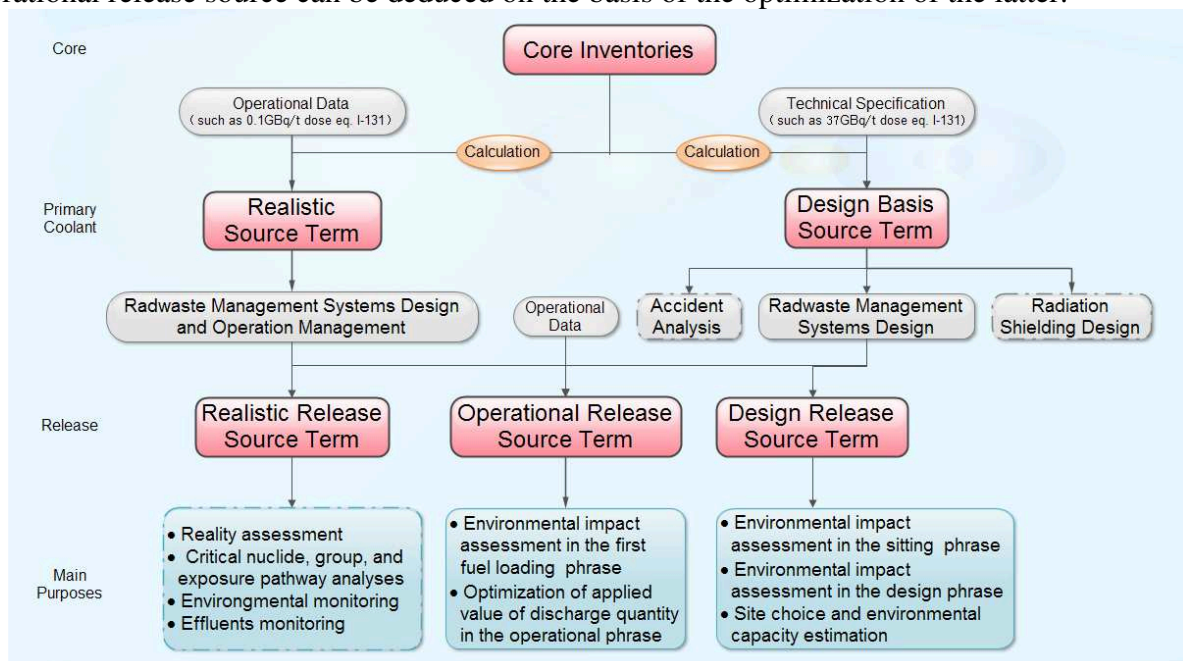 rational release source can be deduced on the basis of the optimization of the latter.
Core
Core Inventories
Operational Data
( such as 0.1GBq/t dose eq. I-131 )
Technical Specification
( such as 37GBq/t dose eq. I-131)
Calculation
Calculation
Primary
Coolant
Realistic
Source Term
Design Basis
Source Term
Radwaste Management Systems Design
and Operation Management
Operational
Data
Accident
Analysis
Radwaste Management
Systems Design
Radiation
Shielding Design
Release
Realistic Release
Source Term
Operational Release
Source Term
Design Release
Source Term
Main
Purposes
• Reality assessment
• Critical nuclide, group, and
exposure pathway analyses
• Environgmental monitoring
• Effluents monitoring
• Environmental impact
assessment in the first
fuel loading phrase
• Optimization of applied
value of discharge quantity
in the operational phrase
• Environmental impact
assessment in the sitting phrase
• Environmental impact
assessment in the design phrase
• Site choice and environmental
capacity estimation